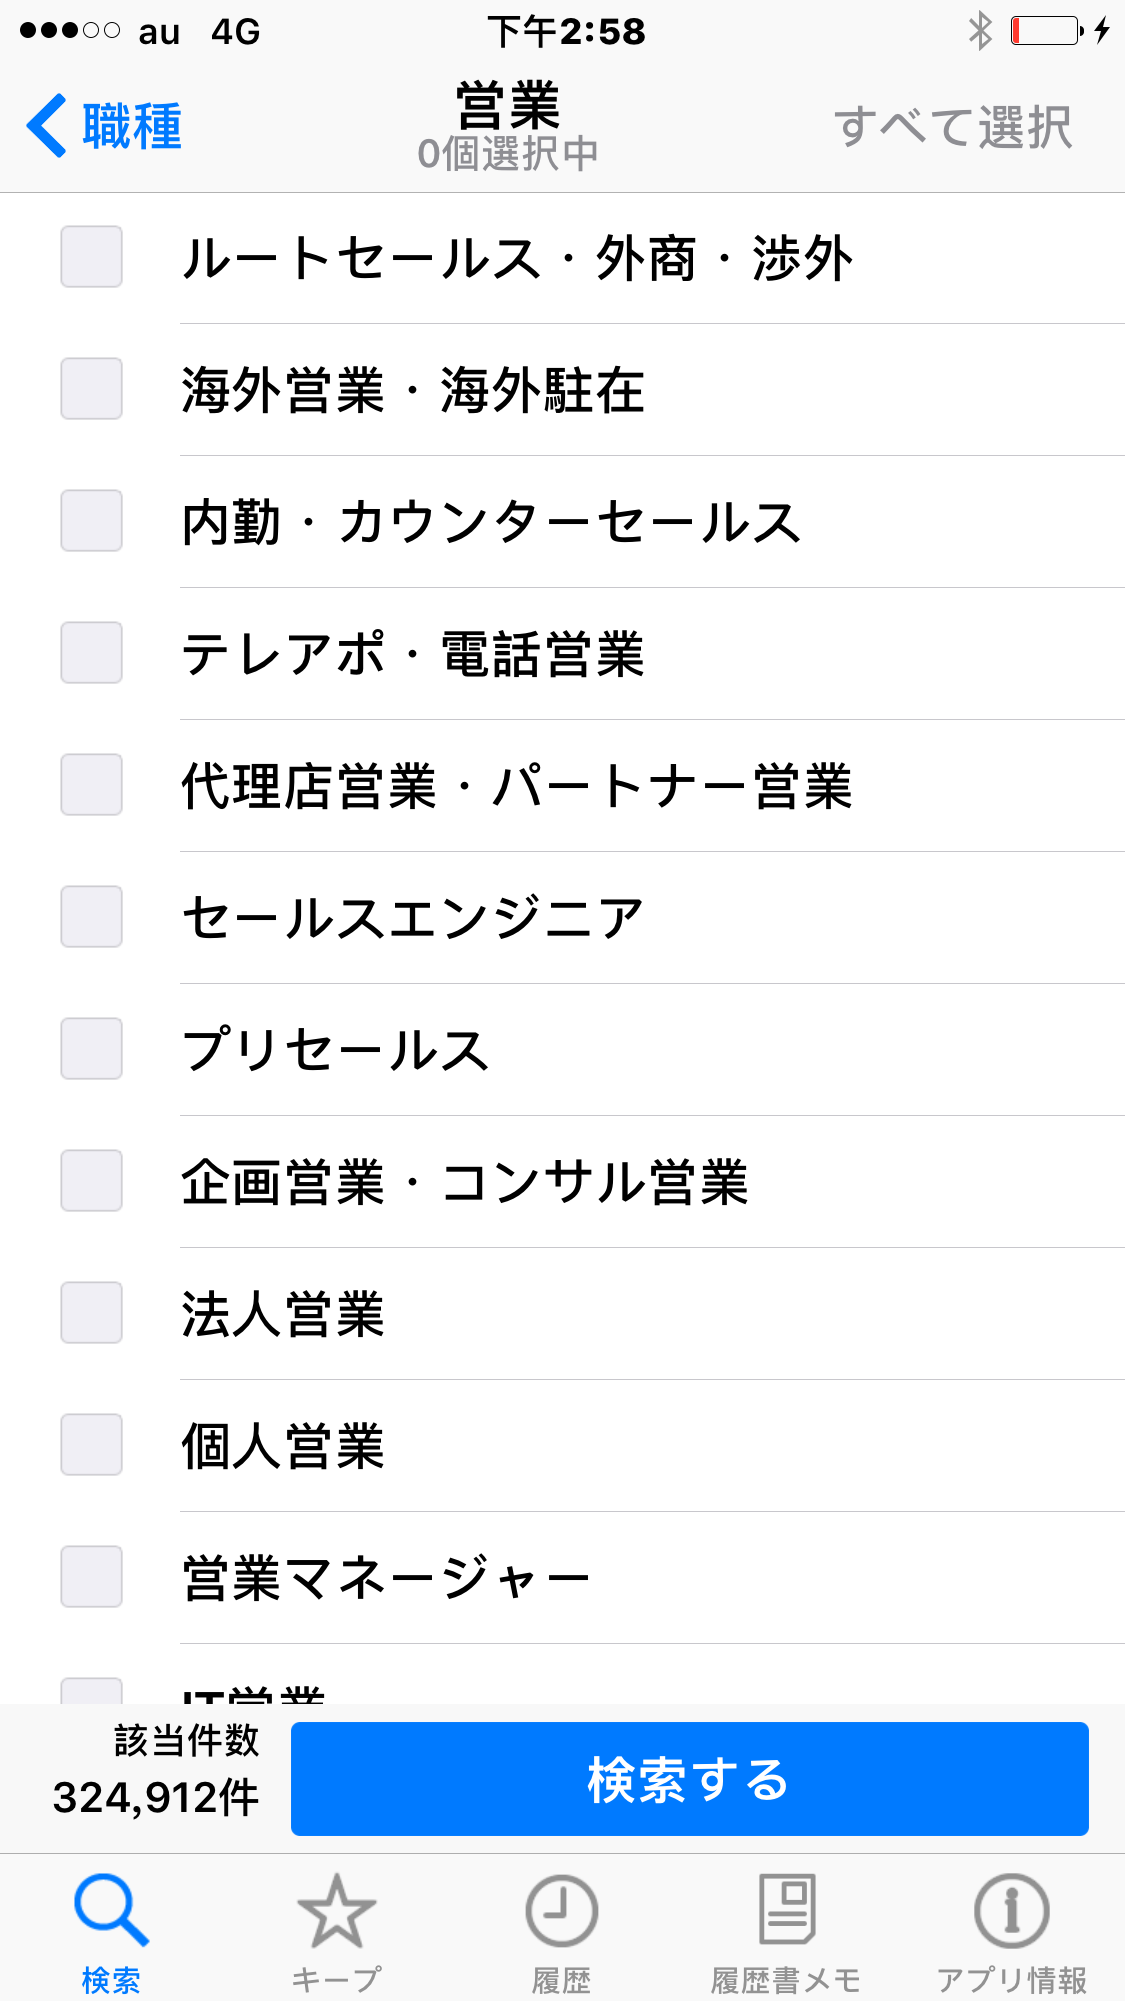 au 4G 下午2:58
職種 営業 すべて選択
0個選択中
ルートセールス・外商・渉外
海外営業・海外駐在
内勤・カウンターセールス
テレアポ・電話営業
代理店営業・パートナー営業
セールスエンジニア
プリセールス
企画営業・コンサル営業
法人営業
個人営業
営業マネージャー
IT営業
該当件数
324,912件
検索する
検索 キープ 履歴 履歴書メモ アプリ情報